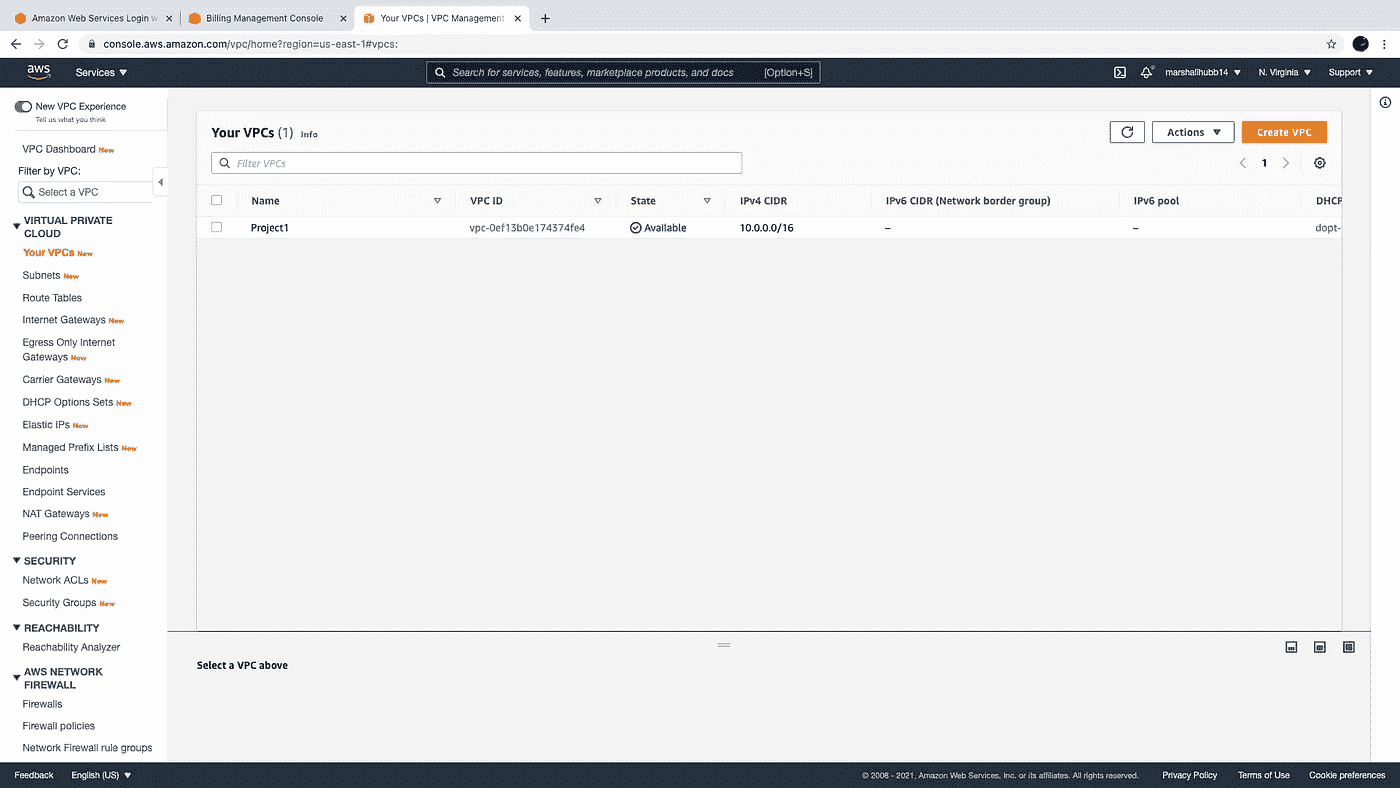 Amazon Web Services Login w
Billing Management Console
Your VPCs | VPC Management
console.aws.amazon.com/vpc/home?region=us-east-1#vpcs:
aws Services Search for services, features, marketplace products, and docs [Option+S] marshallhubb14 N. Virginia Support
New VPC Experience
Tell us what you think
VPC Dashboard New
Filter by VPC:
Select a VPC
VIRTUAL PRIVATE
CLOUD
Your VPCs New
Subnets New
Route Tables
Internet Gateways New
Egress Only Internet
Gateways New
Carrier Gateways New
DHCP Options Sets New
Elastic IPs New
Managed Prefix Lists New
Endpoints
Endpoint Services
NAT Gateways New
Peering Connections
SECURITY
Network ACLs New
Security Groups New
REACHABILITY
Reachability Analyzer
AWS NETWORK
FIREWALL
Firewalls
Firewall policies
Network Firewall rule groups
Your VPCs (1) Info
Actions Create VPC
Filter VPCs
1
Name VPC ID State IPv4 CIDR IPv6 CIDR (Network border group) IPv6 pool DHCP
Project1 vpc-0ef13b0e174374fe4 Available 10.0.0.0/16 – – dopt-
Select a VPC above
Feedback English (US) © 2008 - 2021, Amazon Web Services, Inc. or its affiliates. All rights reserved. Privacy Policy Terms of Use Cookie preferences